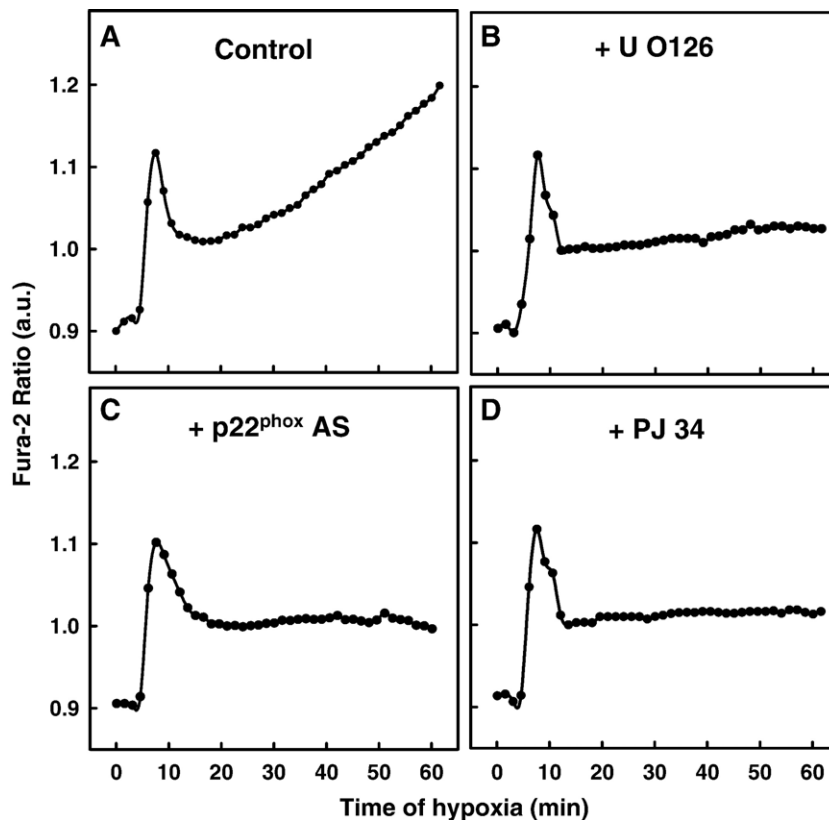 A
Control
B
+ U O126
1.2
1.1
1.0
0.9
C
+ p22phox AS
D
+ PJ 34
1.2
1.1
1.0
0.9
Fura-2 Ratio (a.u.)
0 10 20 30 40 50 60
0 10 20 30 40 50 60
Time of hypoxia (min)